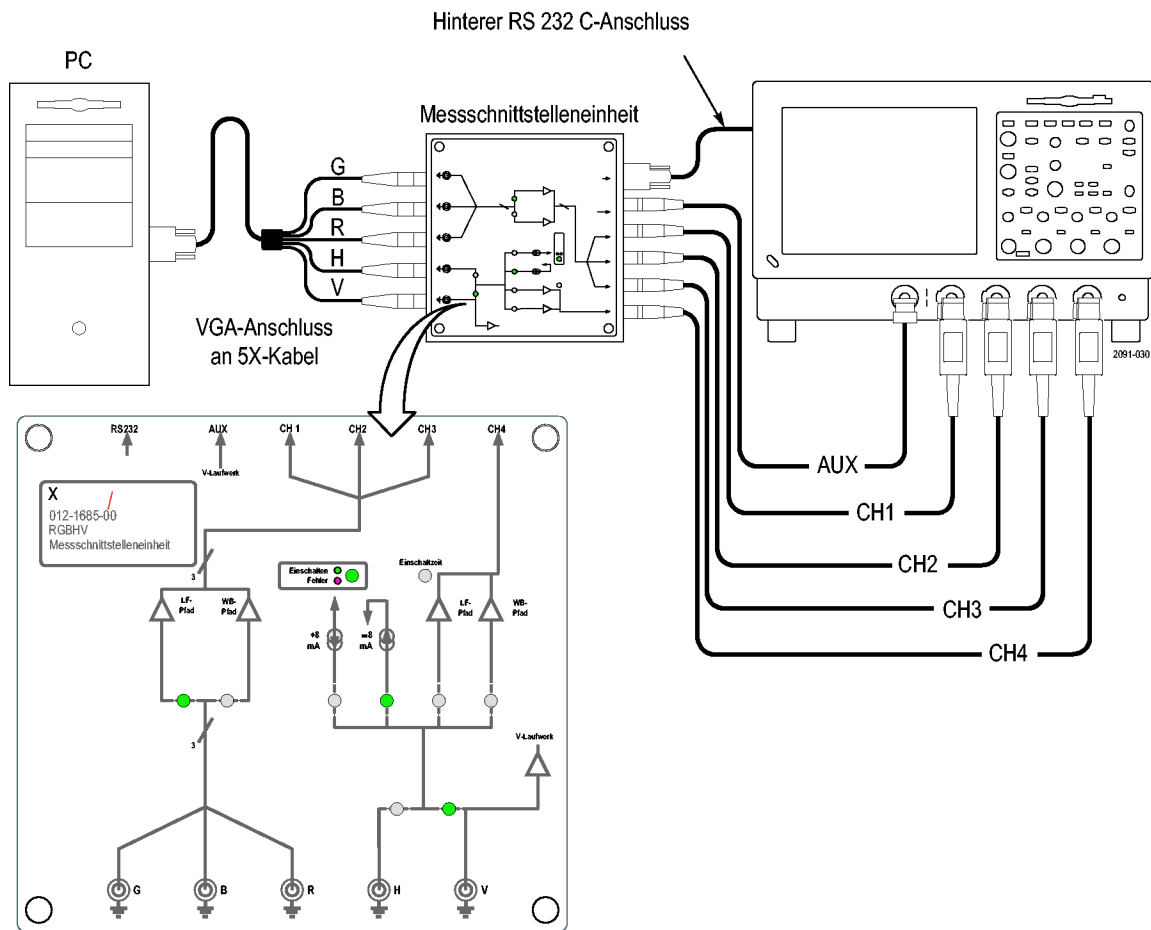 Hinterer RS 232 C-Anschluss
PC
Messschnittstelleneinheit
G
B
R
H
V
VGA-Anschluss
an 5X-Kabel
2091-030
AUX
CH1
CH2
CH3
CH4
RS232
AUX
CH 1
CH2
CH3
CH4
V-Laufwerk
X
012-1685-00
RGBHV
Messschnittstelleneinheit
3
Einschalten
Fehler
Einschaltzeit
LF-
Pfad
WB-
Pfad
+8
mA
=8
mA
LF-
Pfad
WB-
Pfad
3
V-Laufwerk
G
B
R
H
V